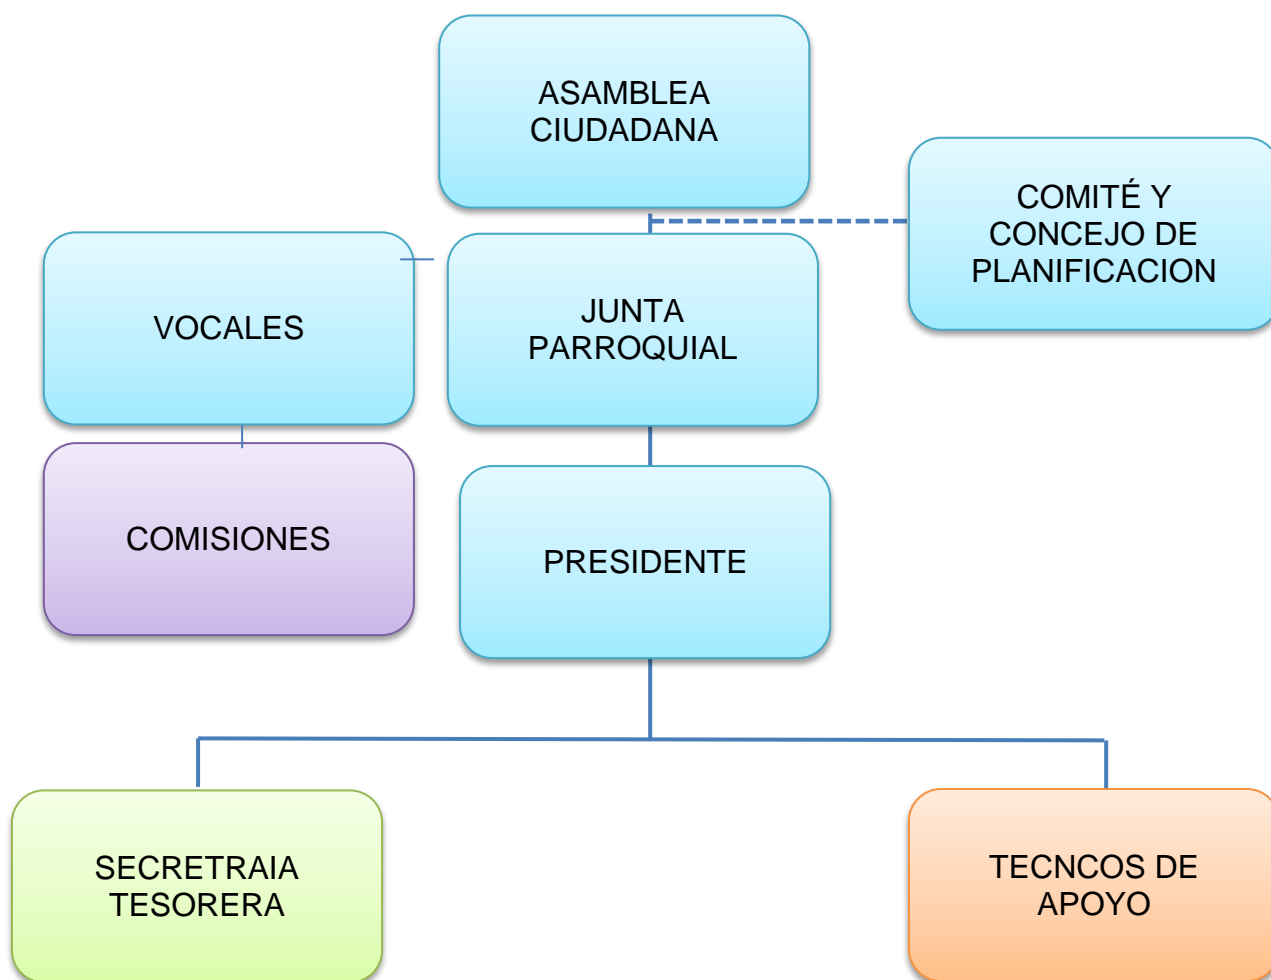 ASAMBLEA
CIUDADANA
COMITÉ Y
CONCEJO DE
PLANIFICACION
VOCALES
JUNTA
PARROQUIAL
COMISIONES
PRESIDENTE
SECRETRAIA
TESORERA
TECNCOS DE
APOYO